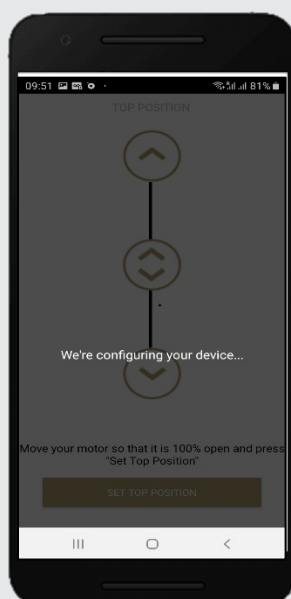 09:51 81%
TOP POSITION
We're configuring your device...
Move your motor so that it is 100% open and press
"Set Top Position"
SET TOP POSITION